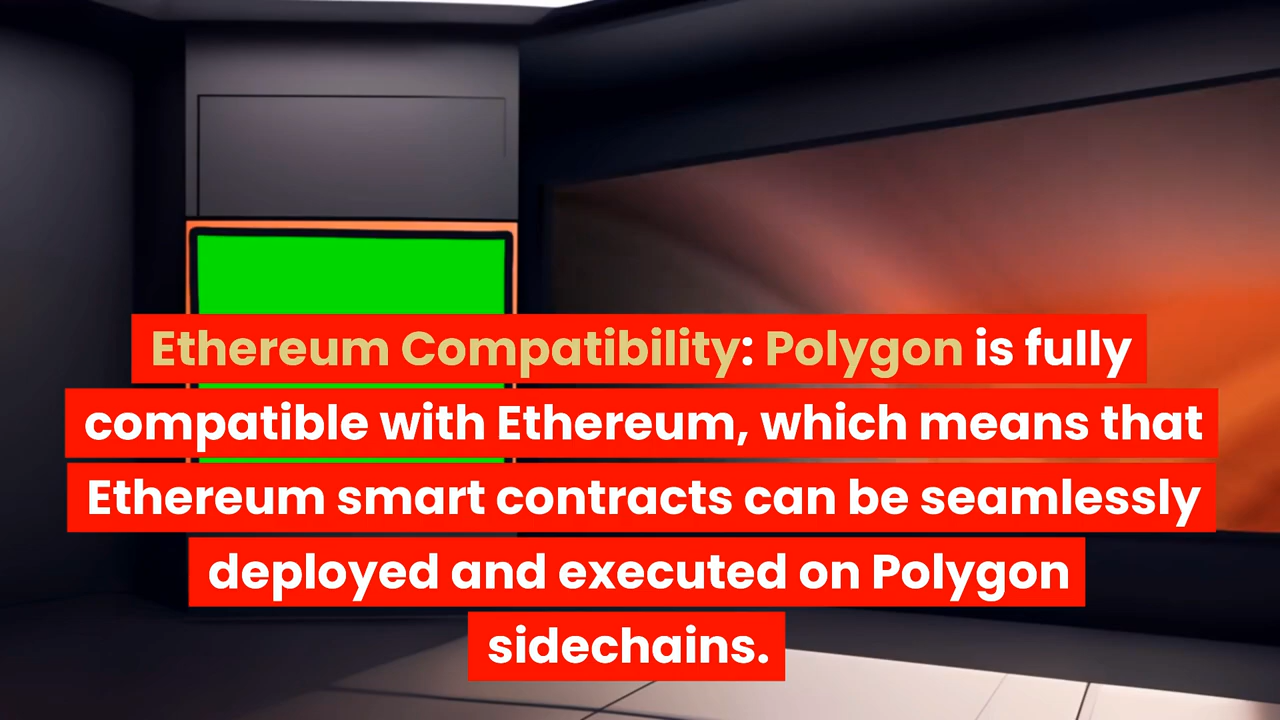 Ethereum Compatibility: Polygon is fully
compatible with Ethereum, which means that
Ethereum smart contracts can be seamlessly
deployed and executed on Polygon
sidechains.